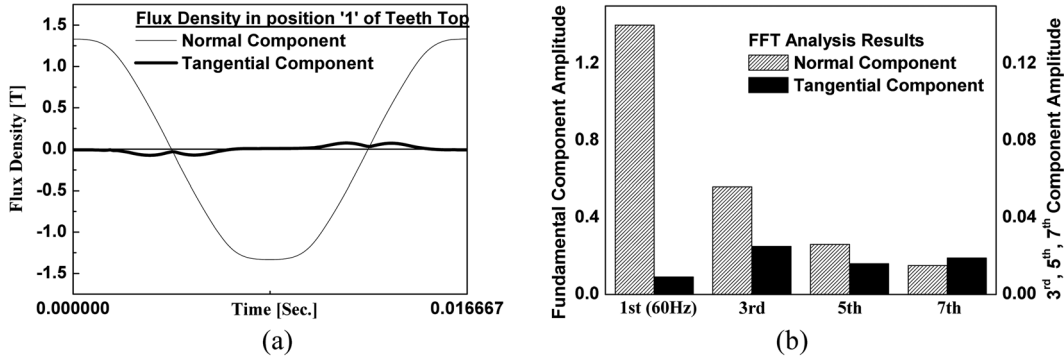 Flux Density in position '1' of Teeth Top
Normal Component
Tangential Component
Flux Density [T]
1.5
1.0
0.5
0.0
-0.5
-1.0
-1.5
0.000000
Time [Sec.]
0.016667
(a)
FFT Analysis Results
Normal Component
Tangential Component
Fundamental Component Amplitude
1.2
0.8
0.4
0.0
0.12
0.08
0.04
0.00
3rd, 5th, 7th Component Amplitude
1st (60Hz)
3rd
5th
7th
(b)